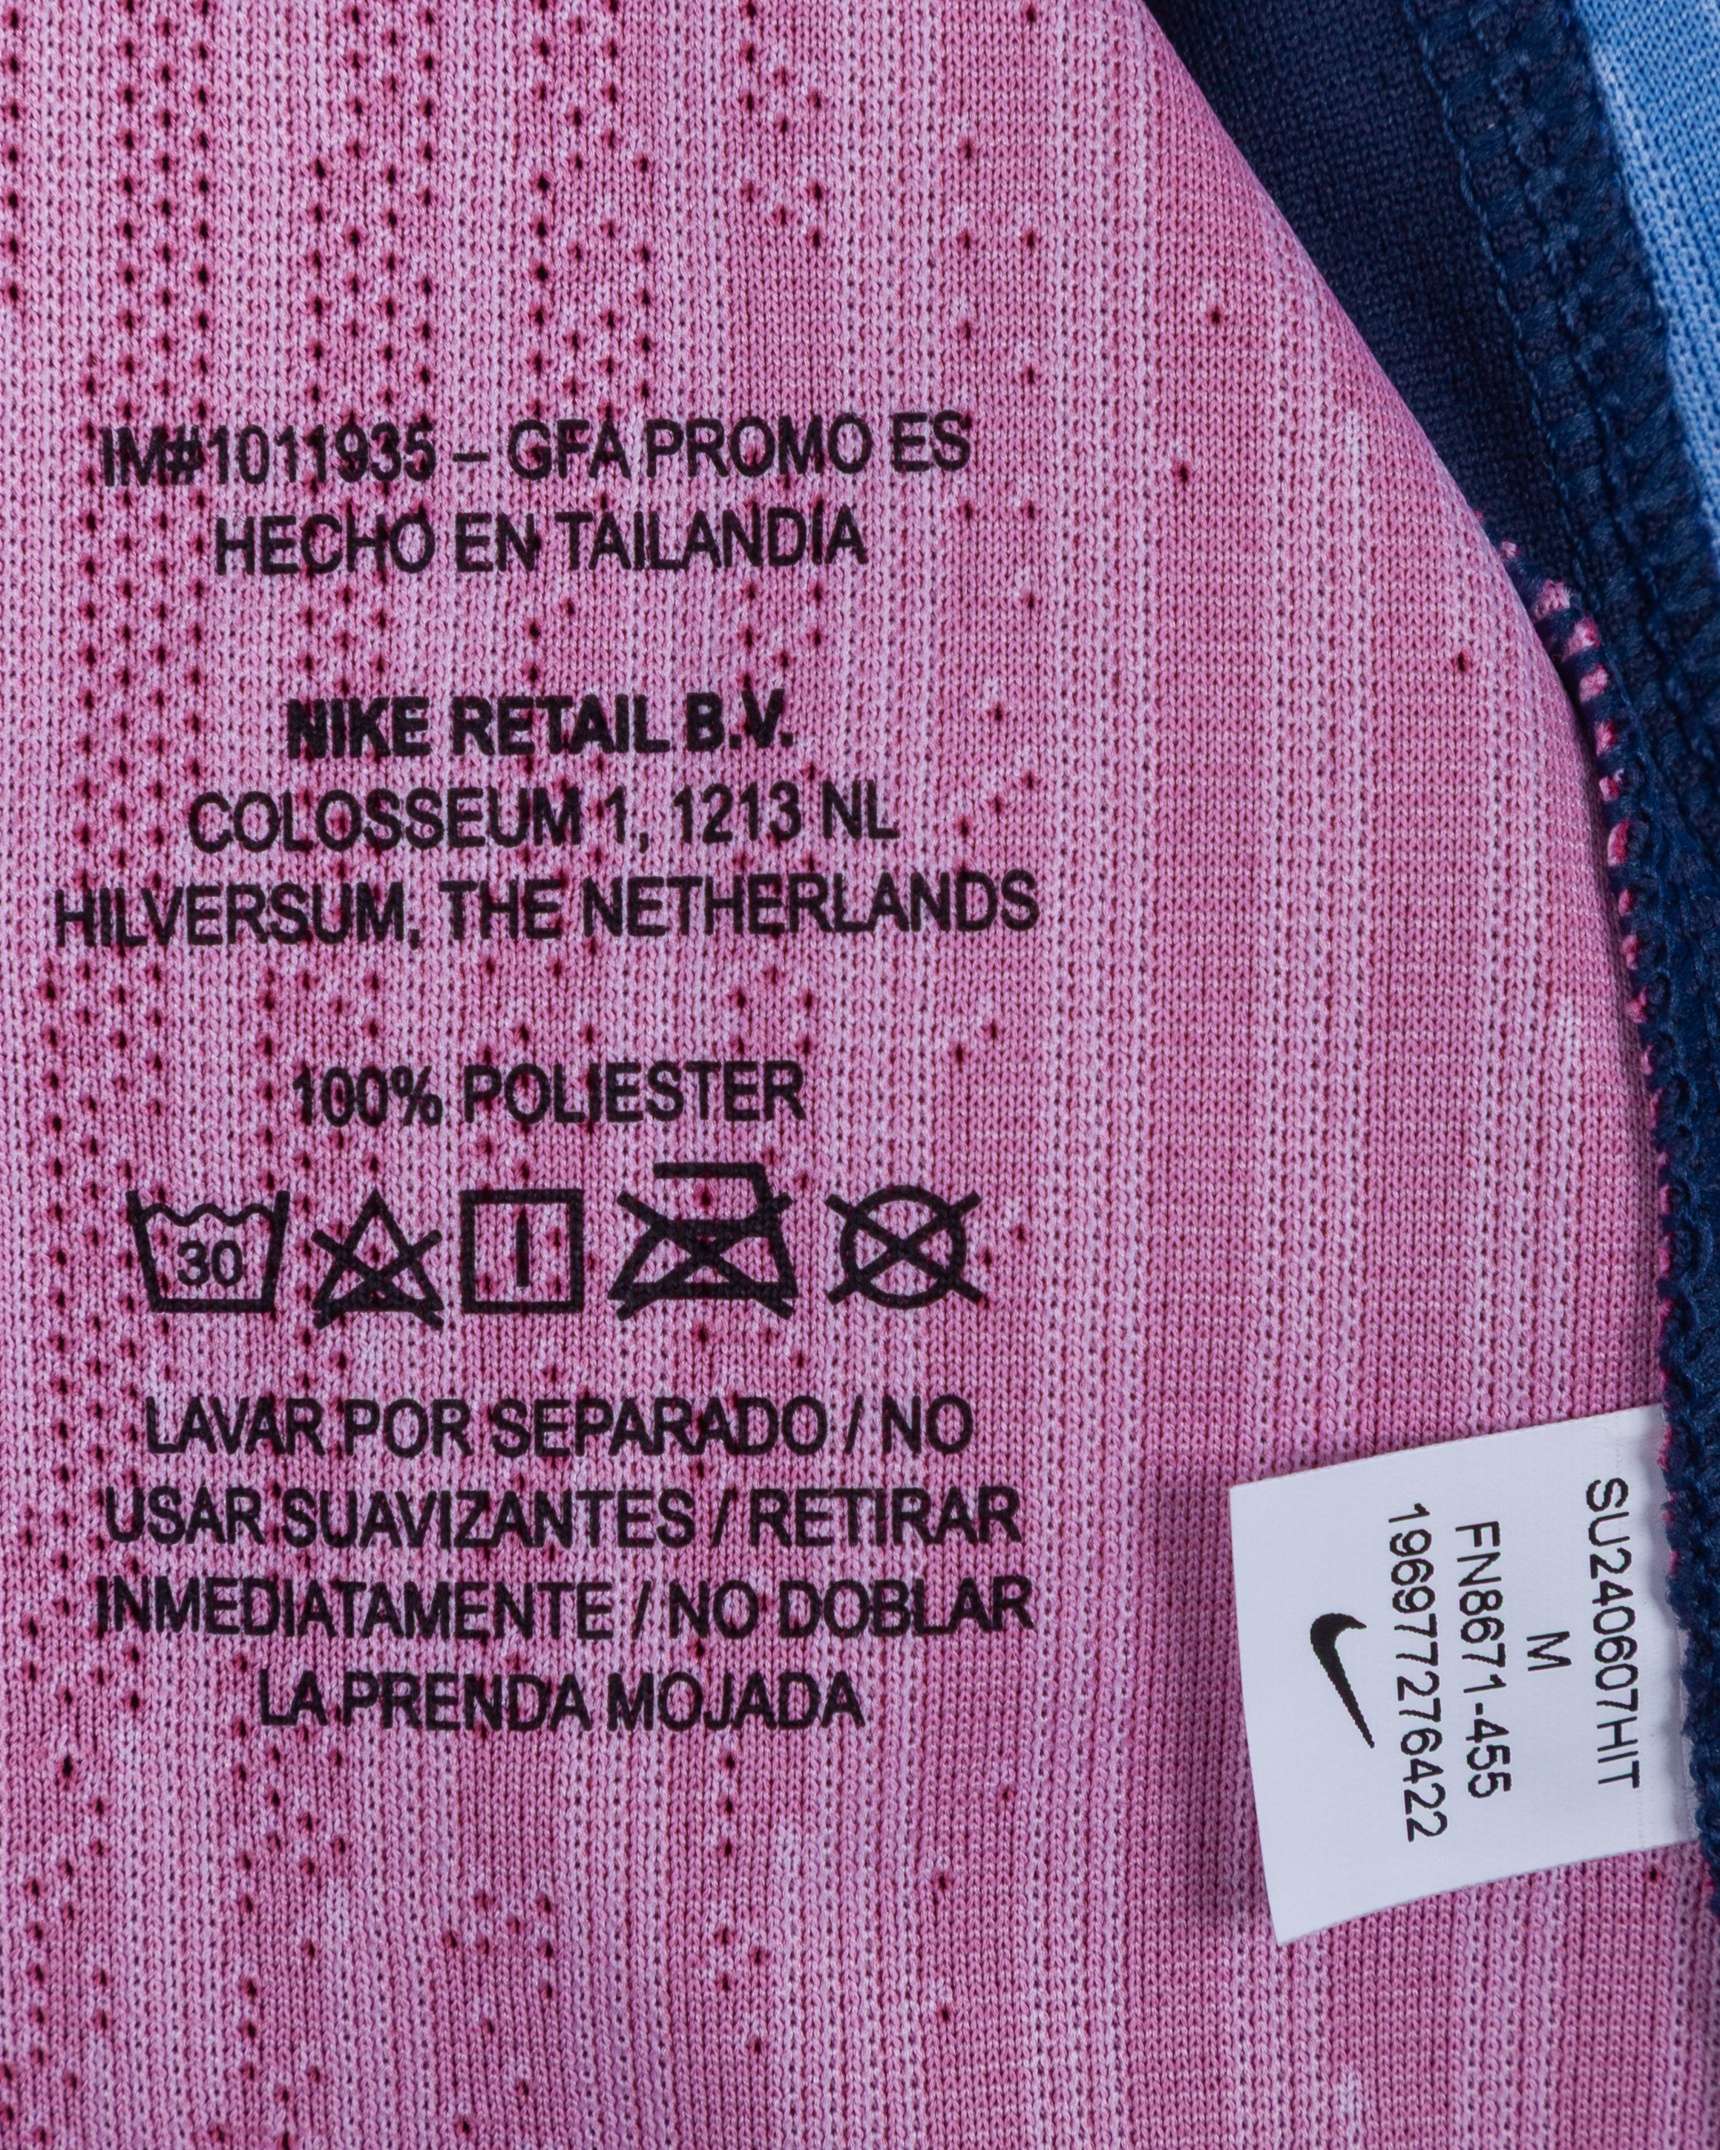 IM#1011935 – GFA PROMO ES
HECHO EN TAILANDIA
NIKE RETAIL B.V.
COLOSSEUM 1, 1213 NL
HILVERSUM, THE NETHERLANDS
100% POLIESTER
30
LAVAR POR SEPARADO / NO
USAR SUAVIZANTES / RETIRAR
INMEDIATAMENTE / NO DOBLAR
LA PRENDA MOJADA
SU240607HIT
M
FN8671-455
196977276422